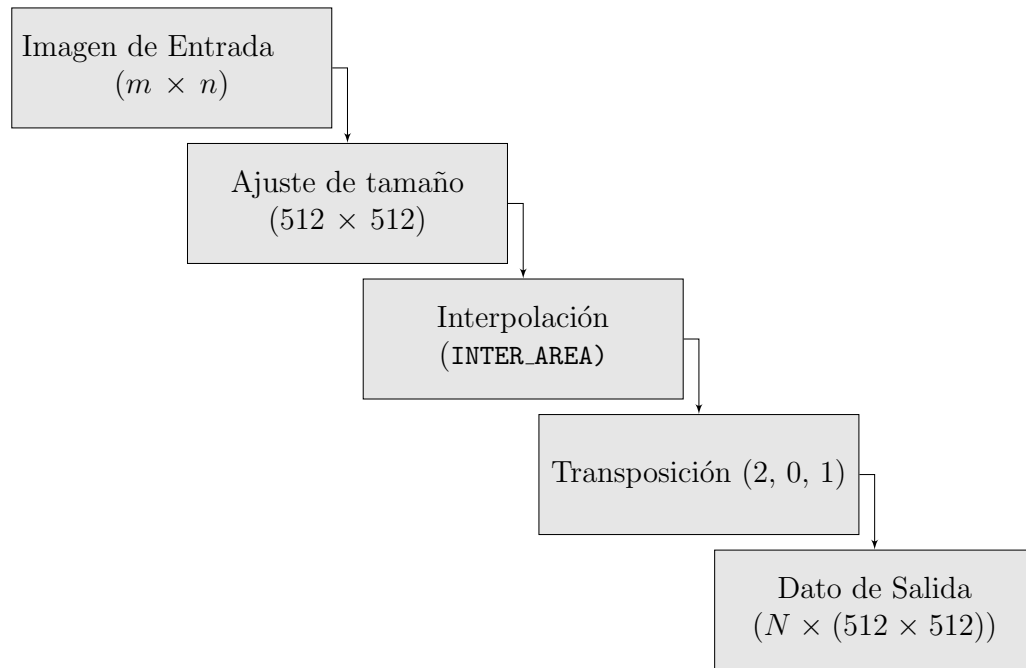 Imagen de Entrada
(m × n)
Ajuste de tamaño
(512 × 512)
Interpolación
(INTER_AREA)
Transposición (2, 0, 1)
Dato de Salida
(N × (512 × 512))